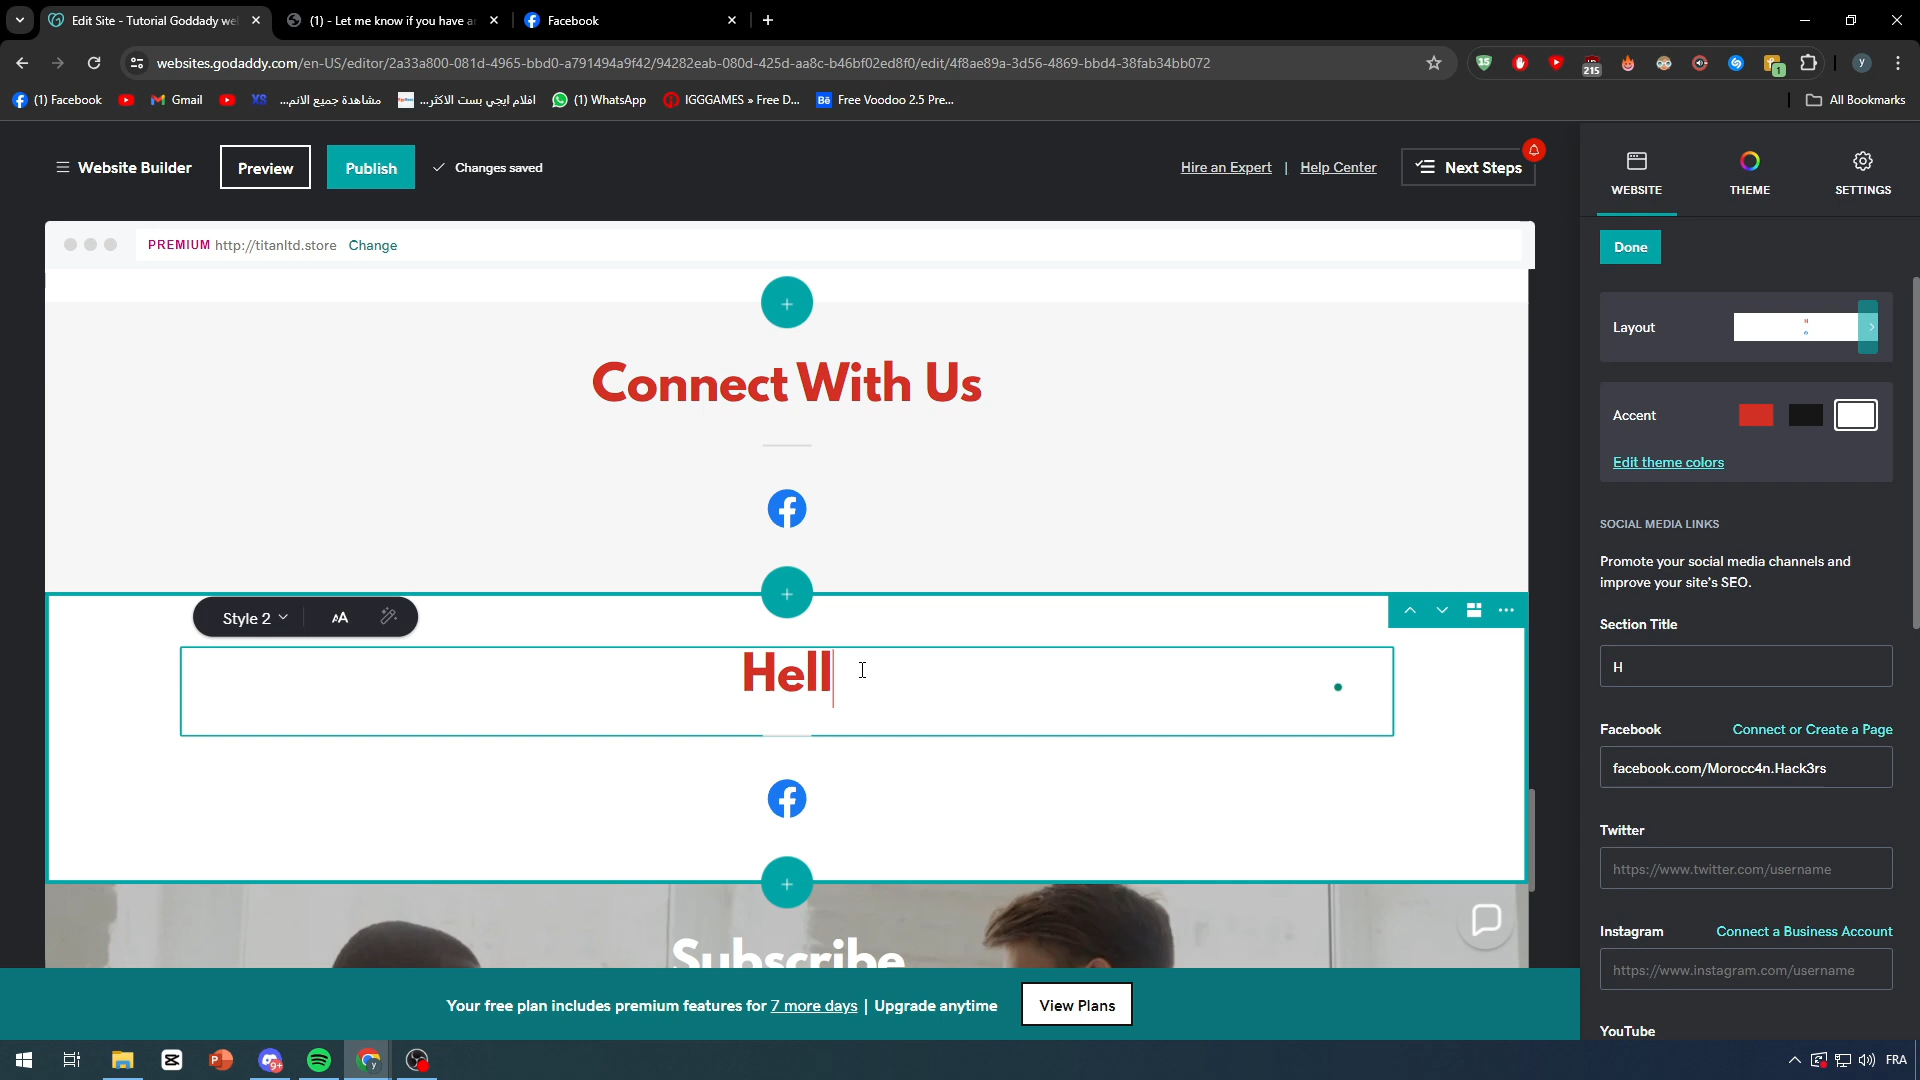 Edit Site - Tutorial Goddady we
(1) - Let me know if you have a
Facebook
websites.godaddy.com/en-US/editor/2a33a800-081d-4965-bbd0-a791494a9f42/94282eab-080d-425d-aa8c-b46bf02ed8f0/edit/4f8ae89a-3d56-4869-bbd4-38fab34bb072
215
1
y
(1) Facebook
Gmail
XS
مشاهدة جميع الانم...
افلام ايجي بست الاكثر...
(1) WhatsApp
IGGGAMES » Free D...
Bē
Free Voodoo 2.5 Pre...
All Bookmarks
Website Builder
Preview
Publish
Changes saved
Hire an Expert | Help Center
Next Steps
WEBSITE
THEME
SETTINGS
PREMIUM http://titanltd.store Change
Done
Layout
Connect With Us
Accent
Edit theme colors
SOCIAL MEDIA LINKS
Promote your social media channels and
improve your site's SEO.
Style 2
AA
Section Title
Hell
H
Facebook
Connect or Create a Page
facebook.com/Morocc4n.Hack3rs
Twitter
https://www.twitter.com/username
Subscribe
Instagram
Connect a Business Account
https://www.instagram.com/username
Your free plan includes premium features for 7 more days | Upgrade anytime
View Plans
YouTube
9+
y
FRA